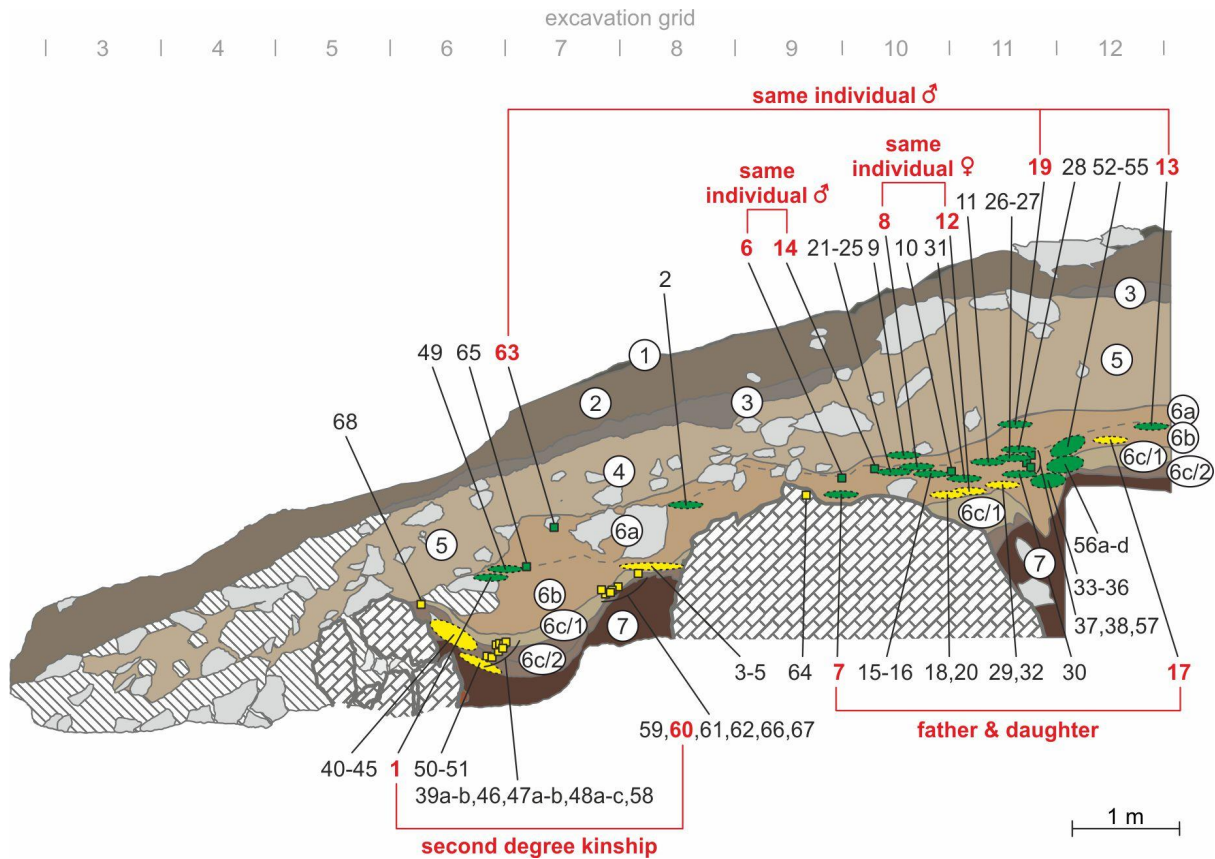 excavation grid
3 4 5 6 7 8 9 10 11 12
same individual ♂
same individual ♂
same individual ♀
19 28 52-55 13
6 14 8 12 11 26-27
21-25 9 10 31
2
49 65 63
68
1 2 3 4 5 6a 6b 6c/1 6c/2 7
3 5 6a 6b 6c/1 6c/2 6c/1 7
56a-d
33-36
37,38,57
3-5 64 7 15-16 18,20 29,32 30 17
father & daughter
59,60,61,62,66,67
40-45 1 50-51
39a-b,46,47a-b,48a-c,58
second degree kinship
1 m